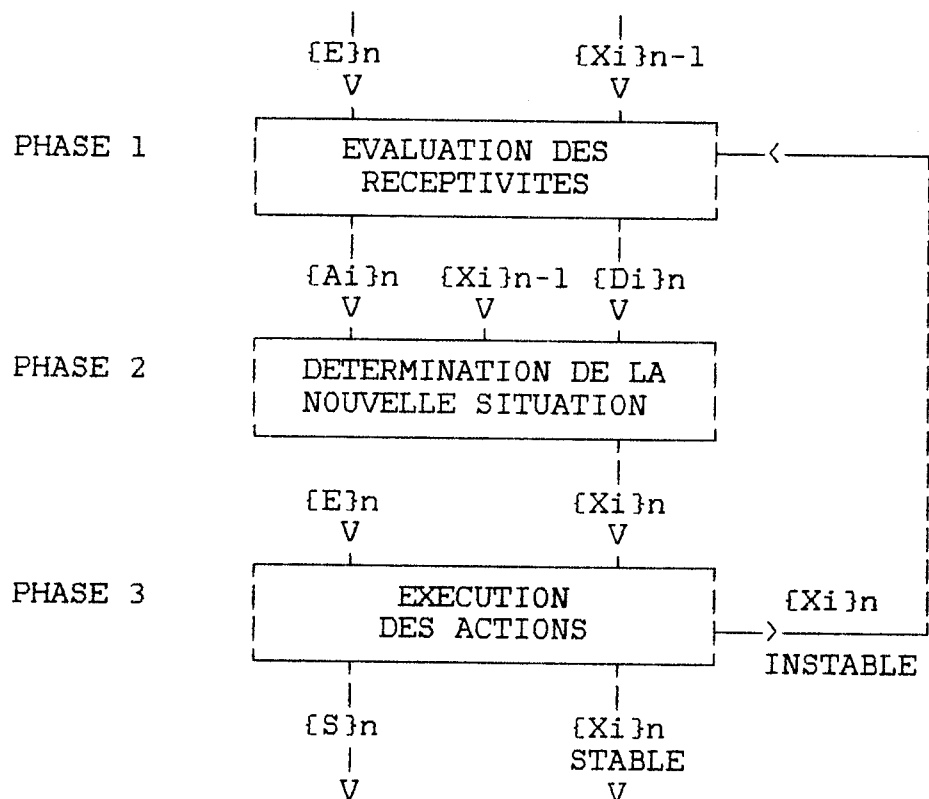 {E}n {Xi}n-1
V V
PHASE 1 EVALUATION DES
RECEPTIVITES
<
{Ai}n {Xi}n-1 {Di}n
V V V
PHASE 2 DETERMINATION DE LA
NOUVELLE SITUATION
{E}n {Xi}n
V V
PHASE 3 EXECUTION
DES ACTIONS
{Xi}n
>
INSTABLE
{S}n {Xi}n
STABLE
V V